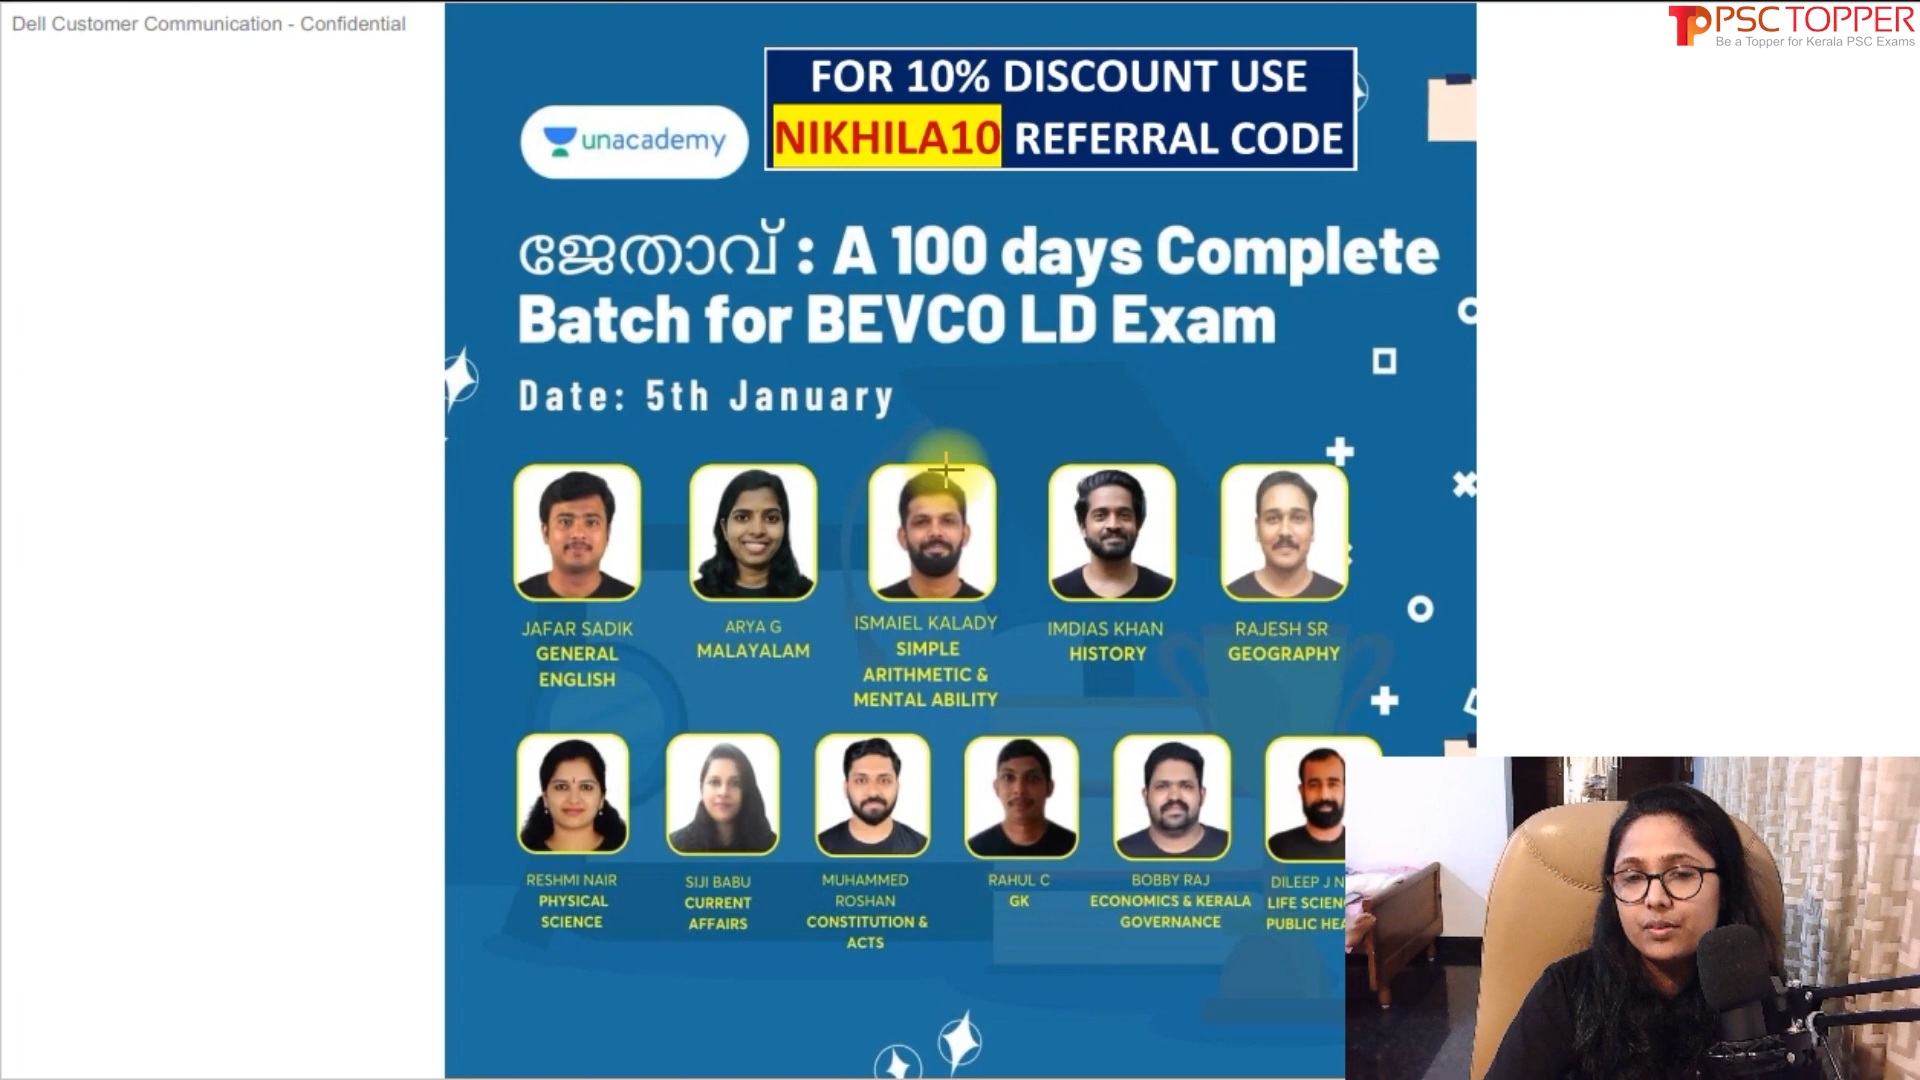 Dell Customer Communication - Confidential
PSC TOPPER
Be a Topper for Kerala PSC Exams
FOR 10% DISCOUNT USE
NIKHILA10 REFERRAL CODE
unacademy
ജേതാവ് : A 100 days Complete
Batch for BEVCO LD Exam
Date: 5th January
JAFAR SADIK
GENERAL
ENGLISH
ARYA G
MALAYALAM
ISMAIEL KALADY
SIMPLE
ARITHMETIC &
MENTAL ABILITY
IMDIAS KHAN
HISTORY
RAJESH SR
GEOGRAPHY
RESHMI NAIR
PHYSICAL
SCIENCE
SIJI BABU
CURRENT
AFFAIRS
MUHAMMED
ROSHAN
CONSTITUTION &
ACTS
RAHUL C
GK
BOBBY RAJ
ECONOMICS & KERALA
GOVERNANCE
DILEEP J N
LIFE
PUBLIC